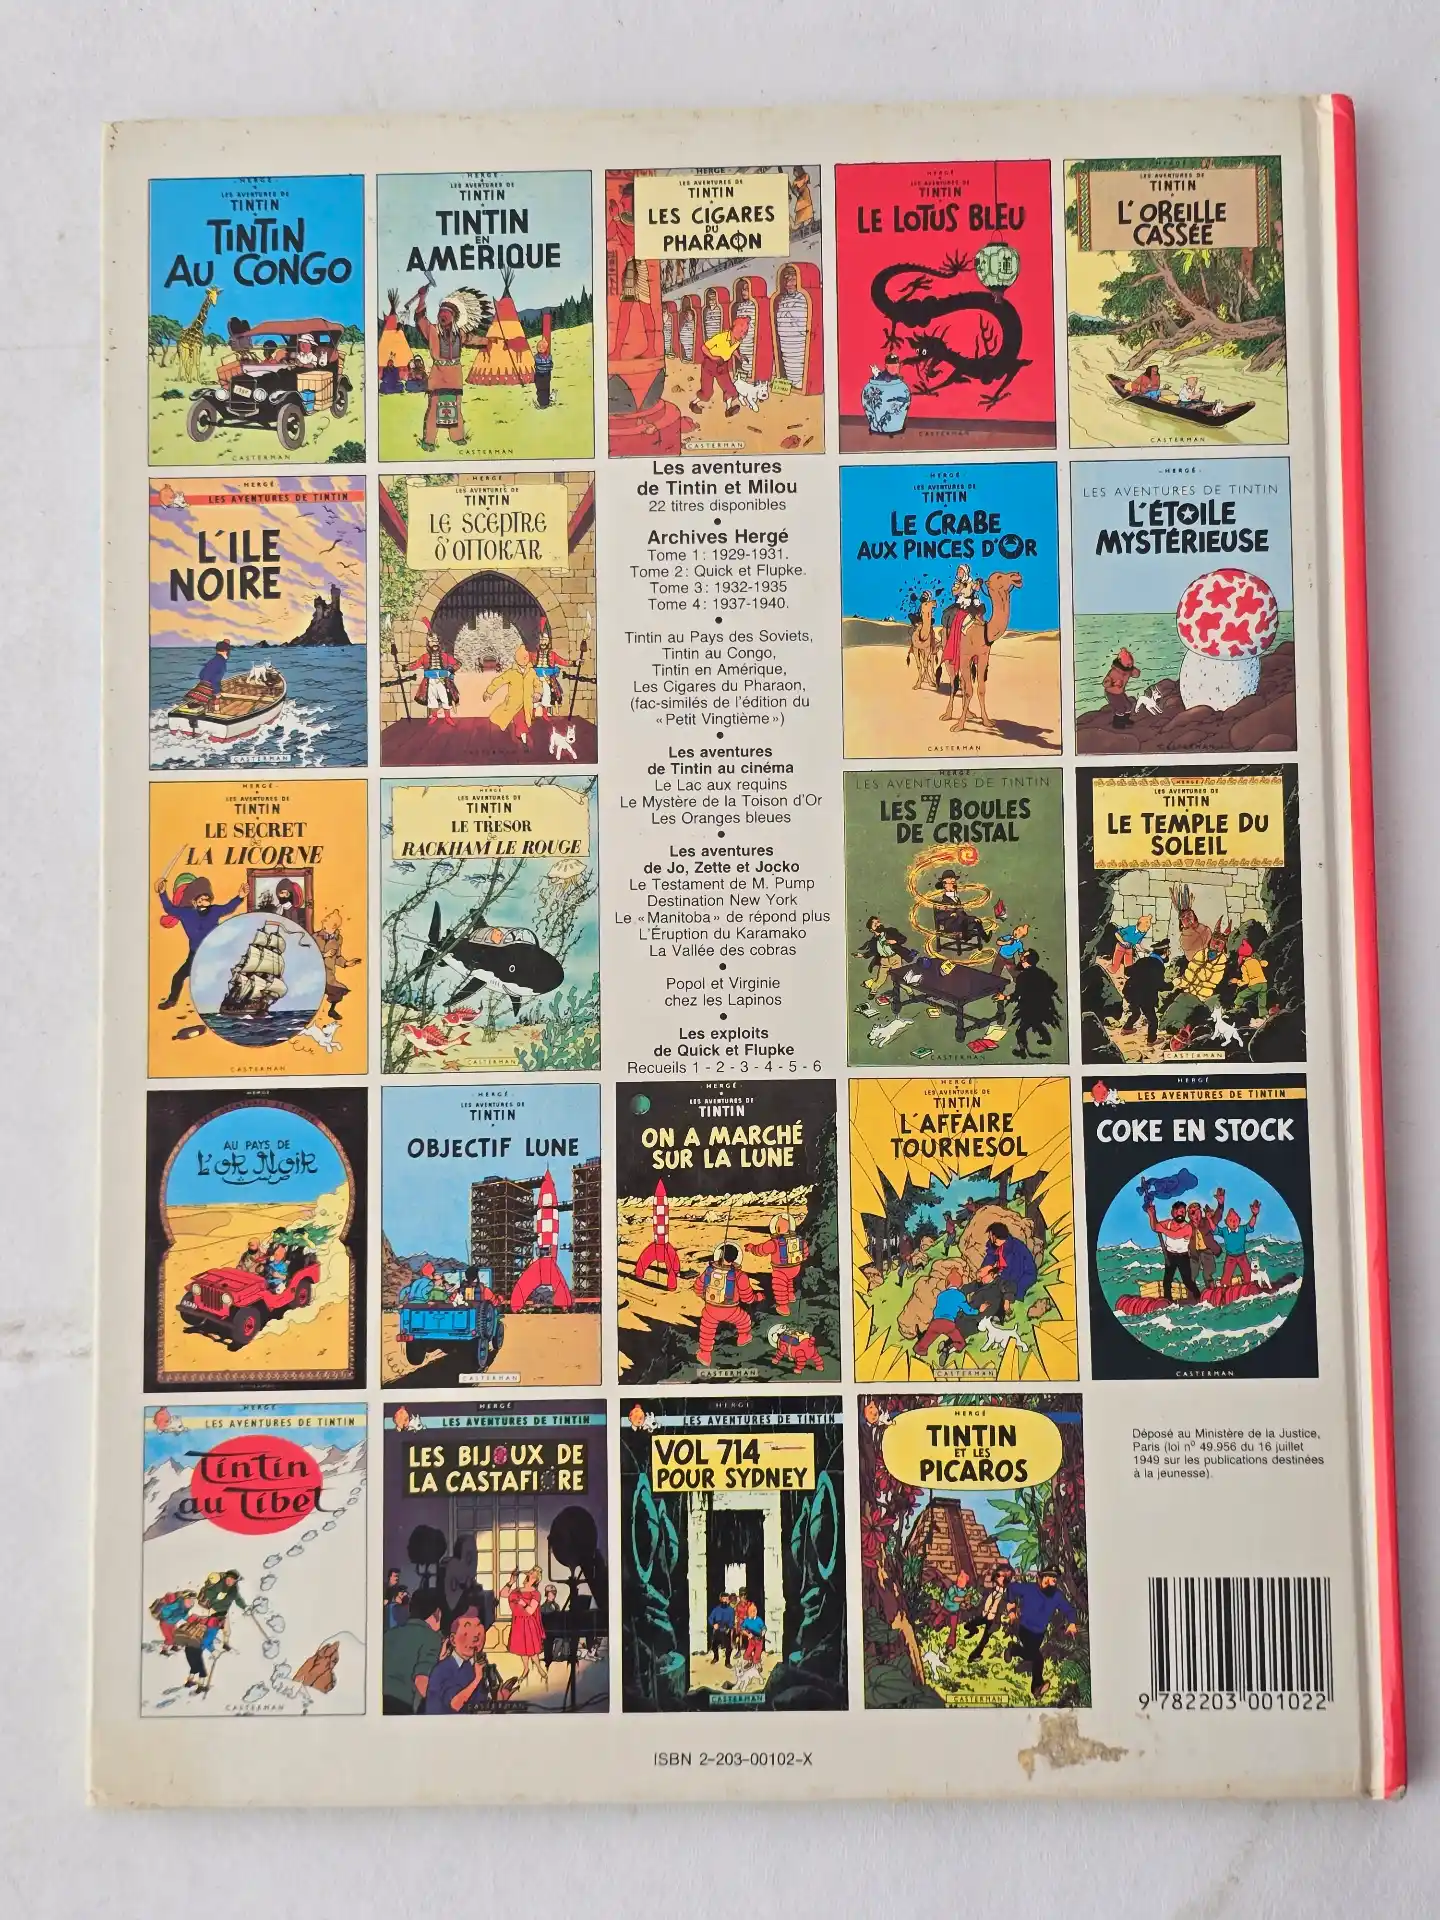 HERGÉ
LES AVENTURES DE
TINTIN
TINTIN
AU CONGO
CASTERMAN
HERGÉ
LES AVENTURES DE
TINTIN
TINTIN
EN
AMÉRIQUE
CASTERMAN
HERGÉ
LES AVENTURES DE
TINTIN
LES CIGARES
DU
PHARAON
CASTERMAN
HERGÉ
LES AVENTURES DE
TINTIN
LE LOTUS BLEU
CASTERMAN
HERGÉ
LES AVENTURES DE
TINTIN
L'OREILLE
CASSÉE
CASTERMAN
HERGÉ
LES AVENTURES DE TINTIN
L'ILE
NOIRE
CASTERMAN
HERGÉ
LES AVENTURES DE
TINTIN
LE SCEPTRE
D'OTTOKAR
CASTERMAN
Les aventures
de Tintin et Milou
22 titres disponibles
•
Archives Hergé
Tome 1: 1929-1931.
Tome 2: Quick et Flupke.
Tome 3: 1932-1935
Tome 4: 1937-1940.
•
Tintin au Pays des Soviets,
Tintin au Congo,
Tintin en Amérique,
Les Cigares du Pharaon,
(fac-similés de l'édition du
«Petit Vingtième»)
•
Les aventures
de Tintin au cinéma
Le Lac aux requins
Le Mystère de la Toison d'Or
Les Oranges bleues
•
Les aventures
de Jo, Zette et Jocko
Le Testament de M. Pump
Destination New York
Le «Manitoba» de répond plus
L'Éruption du Karamako
La Vallée des cobras
•
Popol et Virginie
chez les Lapinos
•
Les exploits
de Quick et Flupke
Recueils 1 - 2 - 3 - 4 - 5 - 6
HERGÉ
LES AVENTURES DE
TINTIN
LE CRABE
AUX PINCES D'OR
CASTERMAN
HERGÉ
LES AVENTURES DE TINTIN
L'ÉTOILE
MYSTÉRIEUSE
CASTERMAN
HERGÉ
LES AVENTURES DE
TINTIN
LE SECRET
DE
LA LICORNE
CASTERMAN
HERGÉ
LES AVENTURES DE
TINTIN
LE TRESOR
DE
RACKHAM LE ROUGE
CASTERMAN
HERGÉ
LES AVENTURES DE TINTIN
LES 7 BOULES
DE CRISTAL
CASTERMAN
HERGÉ
LES AVENTURES DE
TINTIN
LE TEMPLE DU
SOLEIL
CASTERMAN
HERGÉ
LES AVENTURES DE TINTIN
AU PAYS DE
L'OR NOIR
HERGÉ
LES AVENTURES DE
TINTIN
OBJECTIF LUNE
CASTERMAN
HERGÉ
LES AVENTURES DE
TINTIN
ON A MARCHÉ
SUR LA LUNE
CASTERMAN
HERGÉ
LES AVENTURES DE
TINTIN
L'AFFAIRE
TOURNESOL
CASTERMAN
HERGÉ
LES AVENTURES DE TINTIN
COKE EN STOCK
CASTERMAN
HERGÉ
LES AVENTURES DE TINTIN
Tintin
au Tibet
CASTERMAN
HERGÉ
LES AVENTURES DE TINTIN
LES BIJOUX DE
LA CASTAFIORE
CASTERMAN
HERGÉ
LES AVENTURES DE TINTIN
VOL 714
POUR SYDNEY
CASTERMAN
HERGÉ
TINTIN
ET LES
PICAROS
CASTERMAN
Déposé au Ministère de la Justice,
Paris (loi nº 49.956 du 16 juillet
1949 sur les publications destinées
à la jeunesse).
9 782203 001022
ISBN 2-203-00102-X